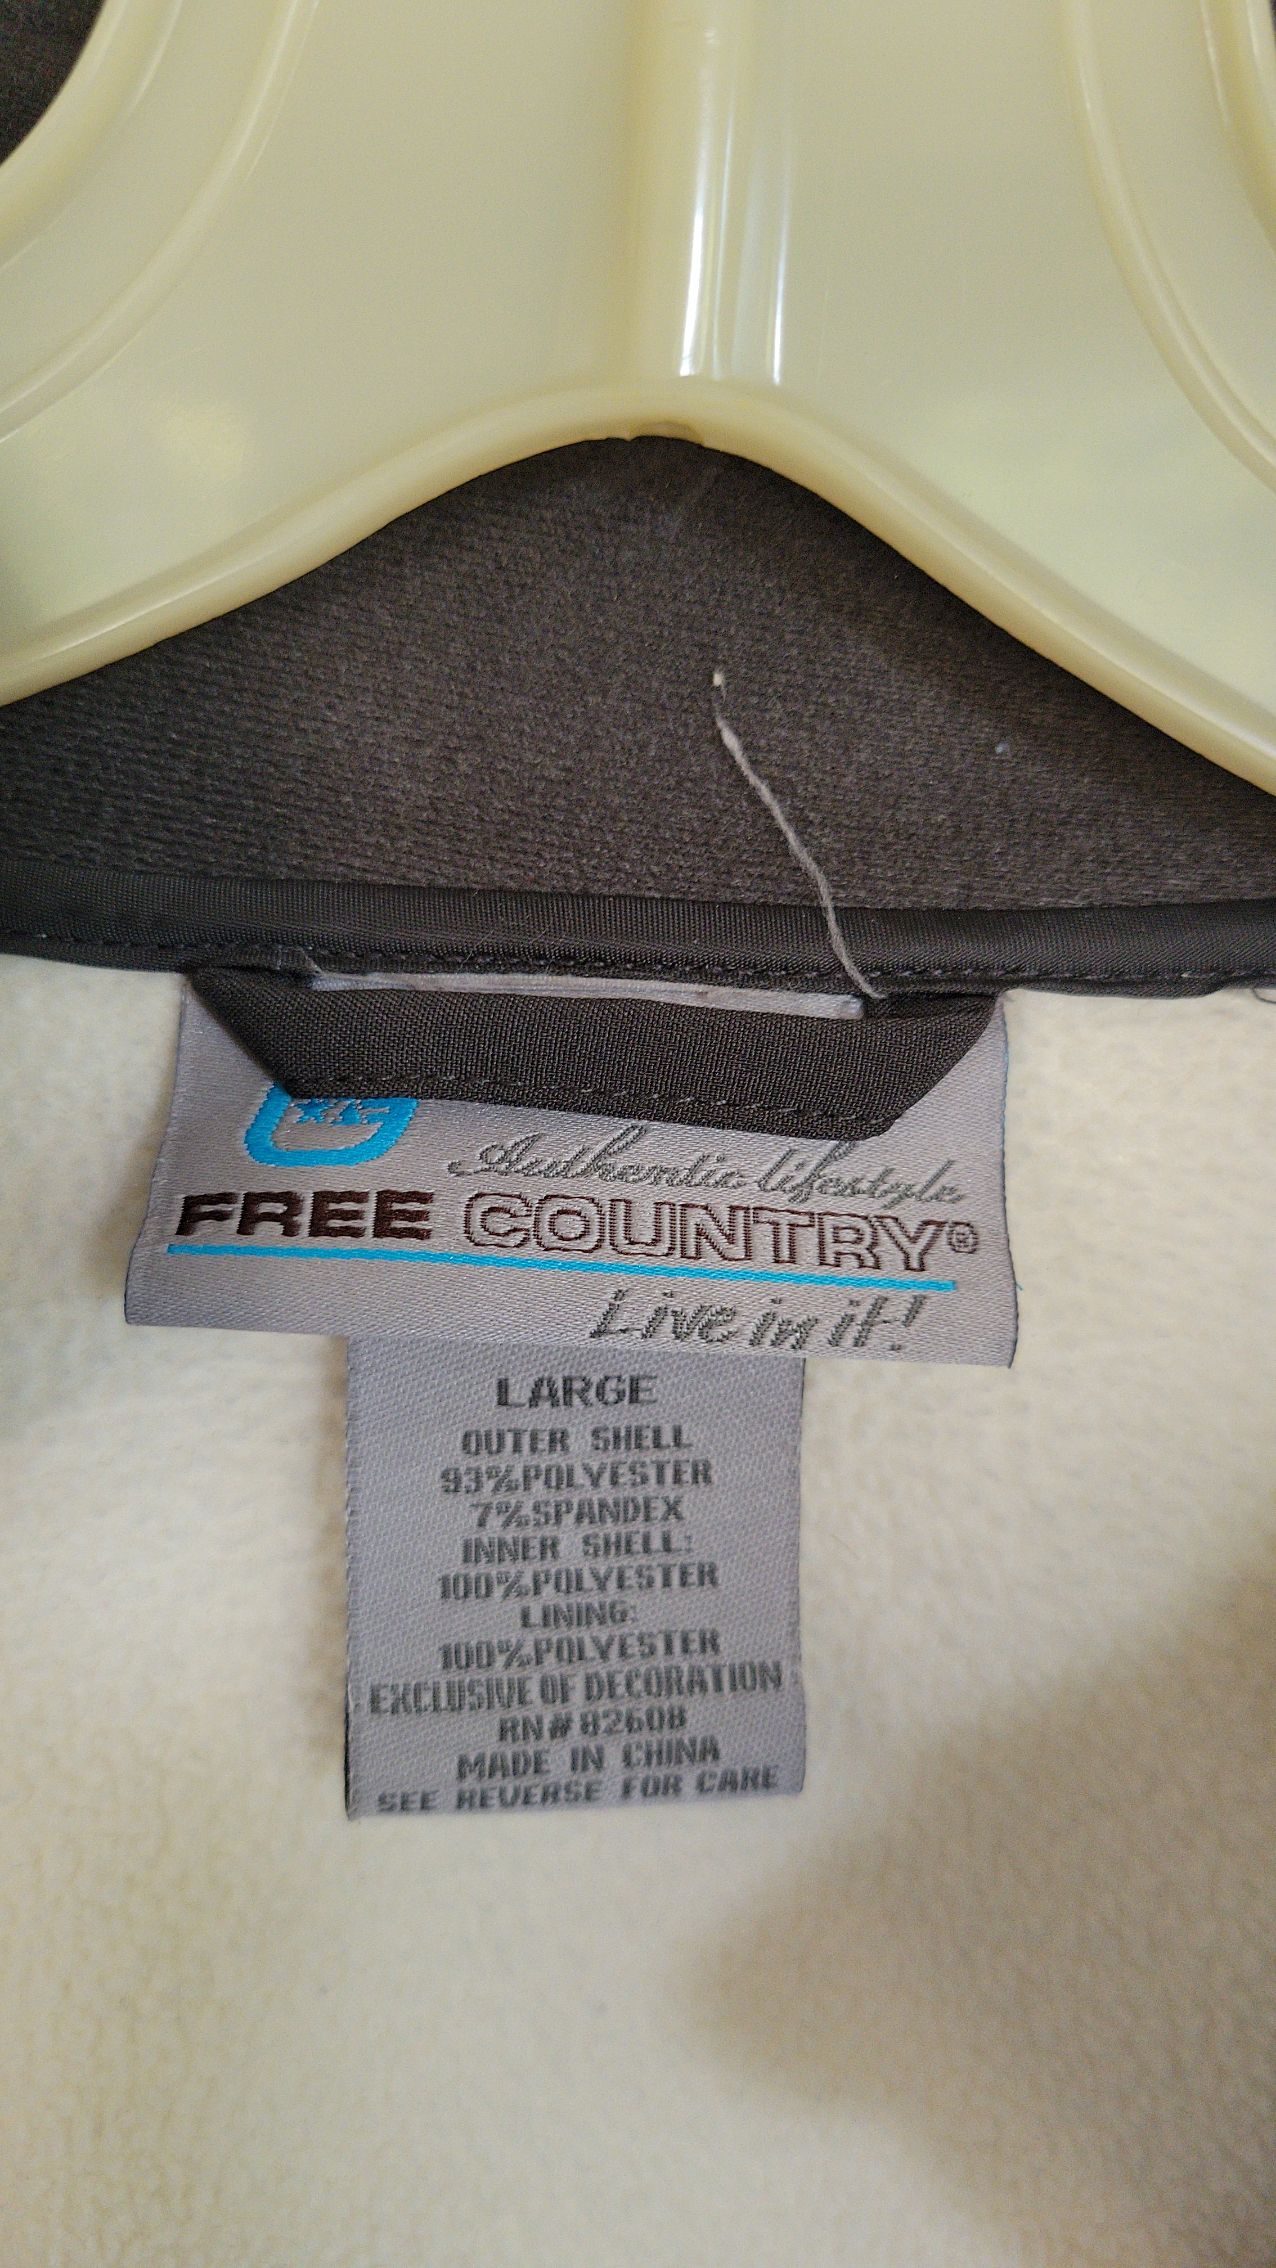 Authentic lifestyle
FREE COUNTRY®
Live in it!
LARGE
OUTER SHELL
93%POLYESTER
7%SPANDEX
INNER SHELL:
100%POLYESTER
LINING:
100%POLYESTER
EXCLUSIVE OF DECORATION
RN# 82608
MADE IN CHINA
SEE REVERSE FOR CARE